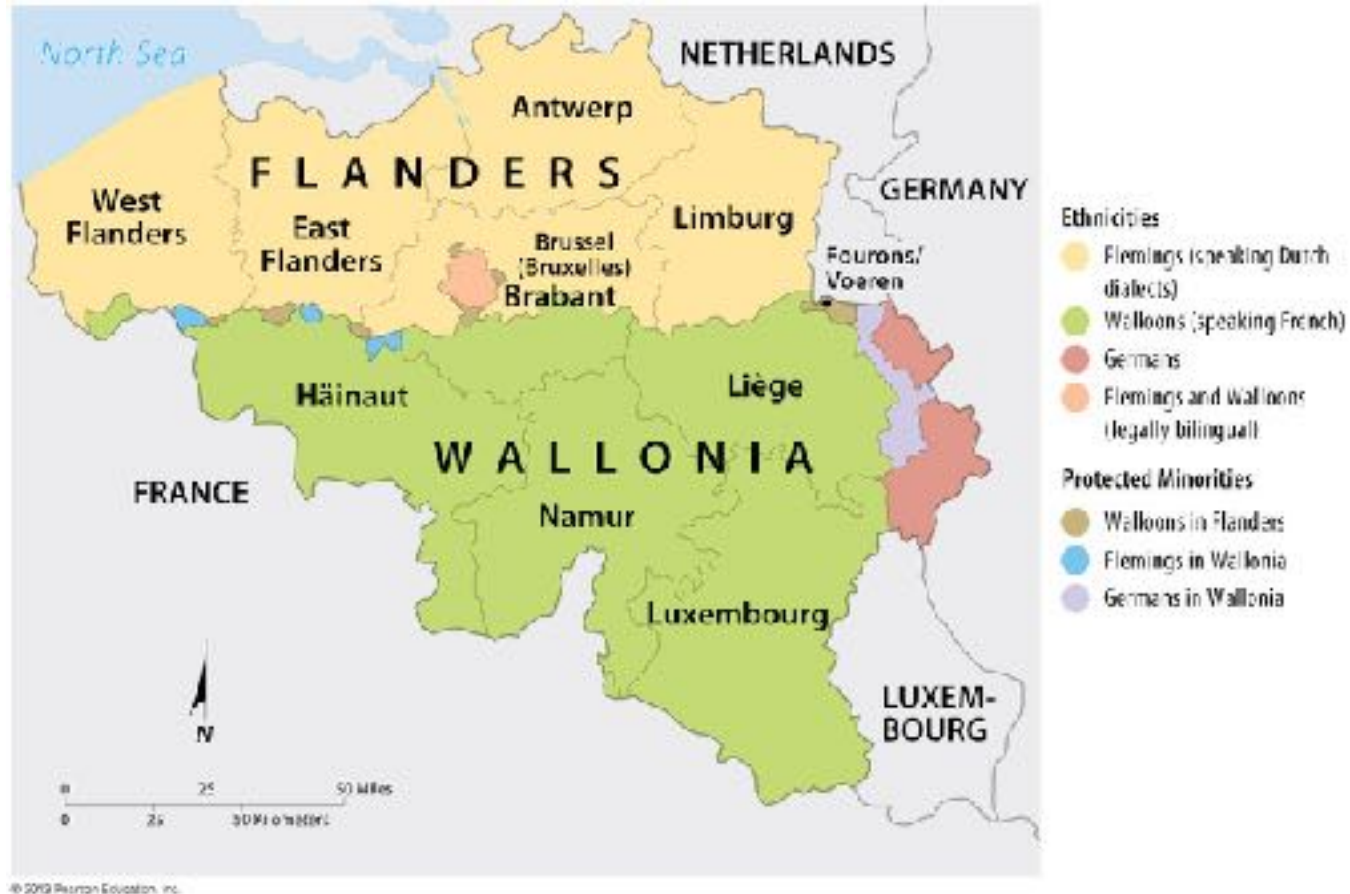 North Sea
NETHERLANDS
Antwerp
FLANDERS
GERMANY
West
Flanders
East
Flanders
Limburg
Brussel
(Bruxelles)
Brabant
Fourons/
Voeren
Häinaut
Liège
WALLONIA
FRANCE
Namur
Luxembourg
LUXEM-
BOURG
N
0 25 50 Miles
0 25 50 Kilometers
Ethnicities
Flemings (speaking Dutch
dialects)
Walloons (speaking French)
Germans
Flemings and Walloons
(legally bilingual)
Protected Minorities
Walloons in Flanders
Flemings in Wallonia
Germans in Wallonia
Pearson Education, Inc.